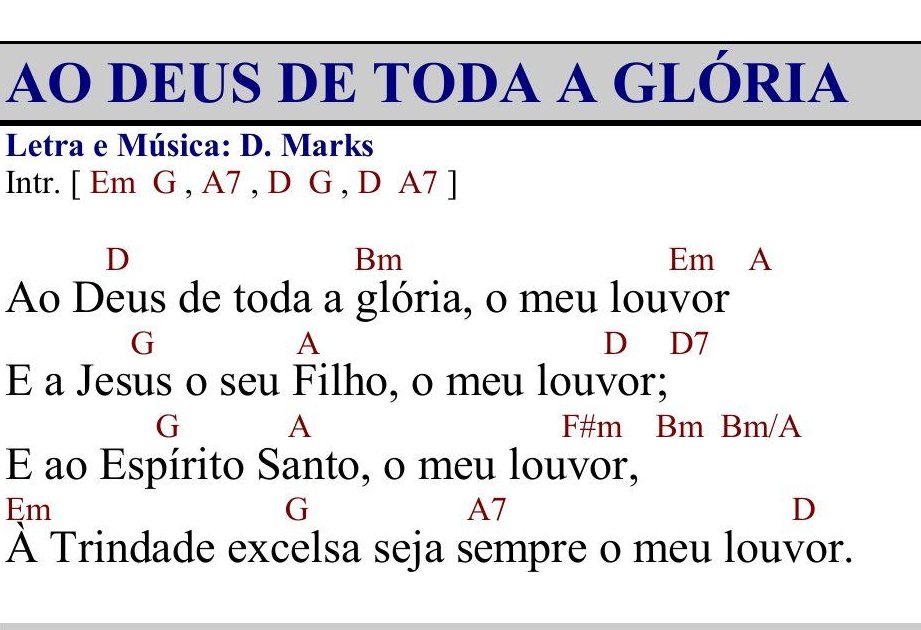 AO DEUS DE TODA A GLÓRIA
Letra e Música: D. Marks
Intr. [ Em G , A7 , D G , D A7 ]
D Bm Em A
Ao Deus de toda a glória, o meu louvor
G A D D7
E a Jesus o seu Filho, o meu louvor;
G A F#m Bm Bm/A
E ao Espírito Santo, o meu louvor,
Em G A7 D
À Trindade excelsa seja sempre o meu louvor.